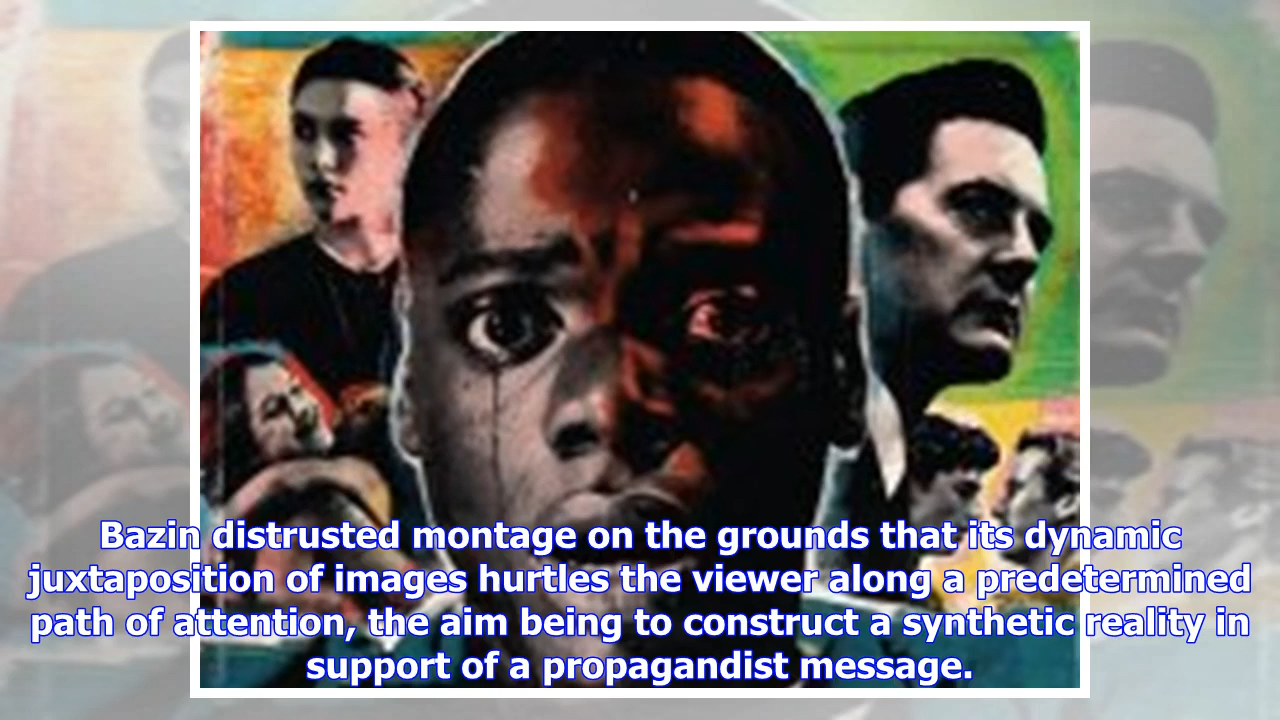 Bazin distrusted montage on the grounds that its dynamic
juxtaposition of images hurtles the viewer along a predetermined
path of attention, the aim being to construct a synthetic reality in
support of a propagandist message.